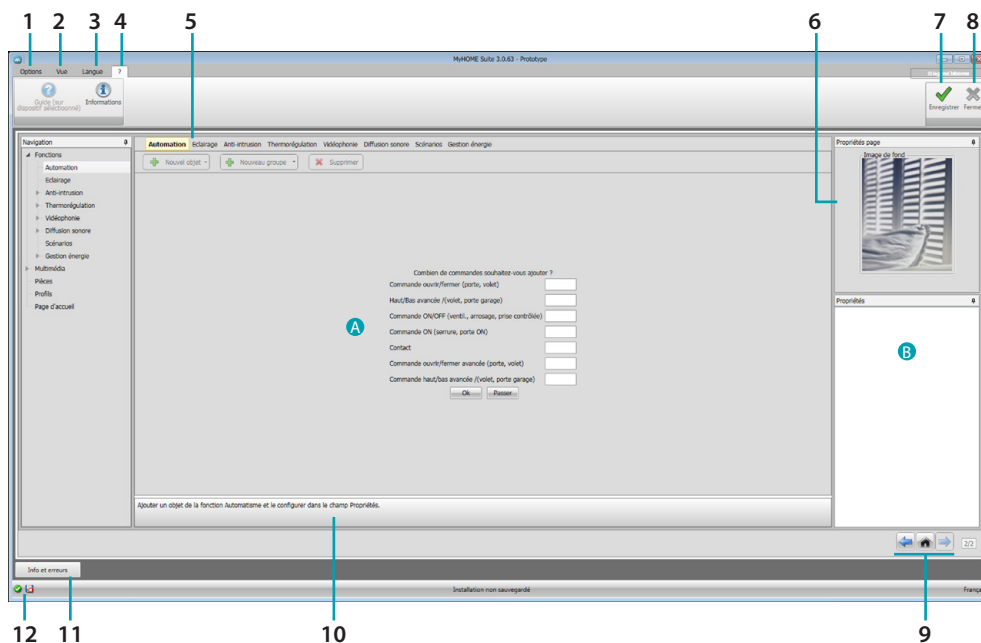 1 2 3 4 5 6 7 8
MyHOME Suite 3.0.63 - Prototype
Options Vue Langue ?
Guide (sur dispositif sélectionné)
Informations
Enregistrer Fermer
Navigation
Fonctions
Automation
Eclairage
Anti-intrusion
Thermorégulation
Vidéophonie
Diffusion sonore
Scénarios
Gestion énergie
Multimédia
Pièces
Profils
Page d'accueil
Automation Eclairage Anti-intrusion Thermorégulation Vidéophonie Diffusion sonore Scénarios Gestion énergie
Nouvel objet Nouveau groupe Supprimer
Combien de commandes souhaitez-vous ajouter ?
Commande ouvrir/fermer (porte, volet)
Haut/Bas avancée /(volet, porte garage)
Commande ON/OFF (ventil., arrosage, prise contrôlée)
Commande ON (serrure, porte ON)
Contact
Commande ouvrir/fermer avancée (porte, volet)
Commande haut/bas avancée /(volet, porte garage)
Ok Passer
A
Ajouter un objet de la fonction Automatisme et le configurer dans le champ Propriétés.
Propriétés page
Image de fond
Propriétés
B
2/2
Info et erreurs
Installation non sauvegardé
França
12 11 10 9